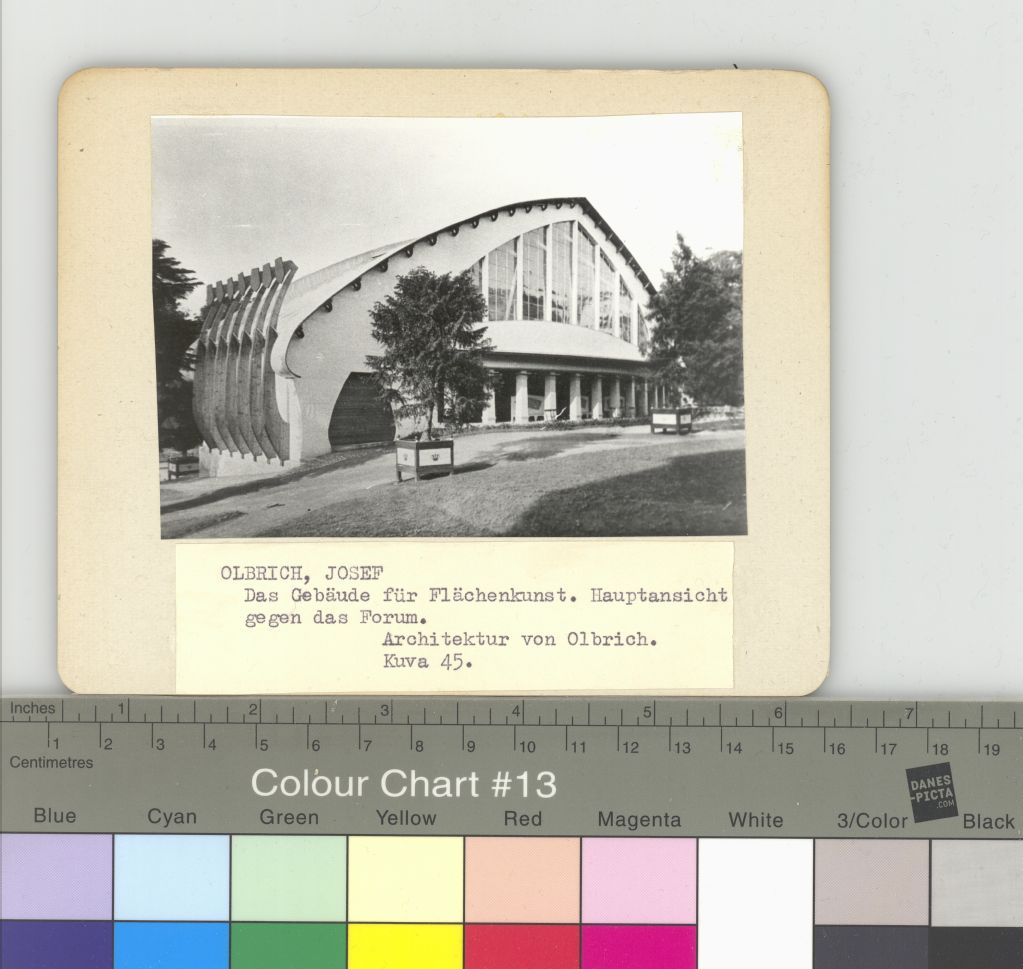 OLBRICH, JOSEF
Das Gebäude für Flächenkunst. Hauptansicht
gegen das Forum.
Architektur von Olbrich.
Kuva 45.
Inches 1 2 3 4 5 6 7
1 2 3 4 5 6 7 8 9 10 11 12 13 14 15 16 17 18 19
Centimetres
Colour Chart #13
DANES
-PICTA
.COM
Blue Cyan Green Yellow Red Magenta White 3/Color Black